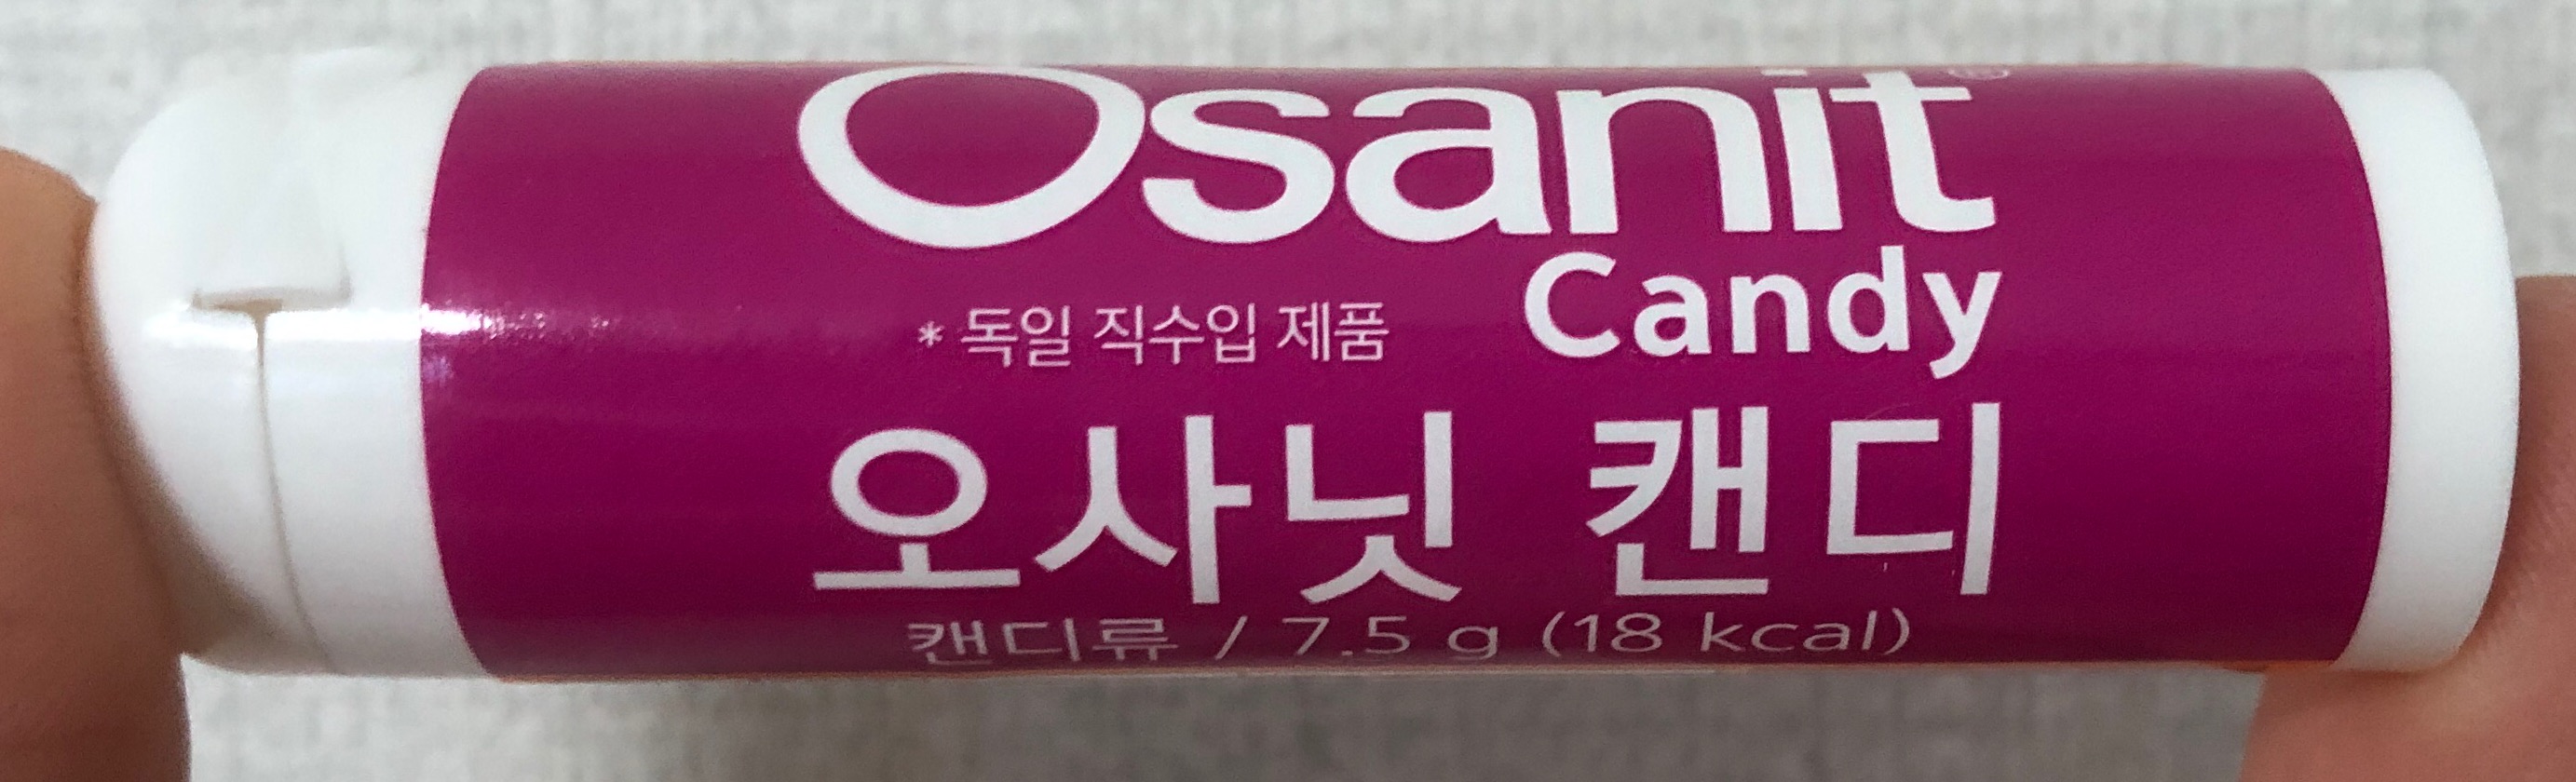 Osanit®
Candy
* 독일 직수입 제품
오사닛 캔디
캔디류 / 7.5 g (18 kcal)